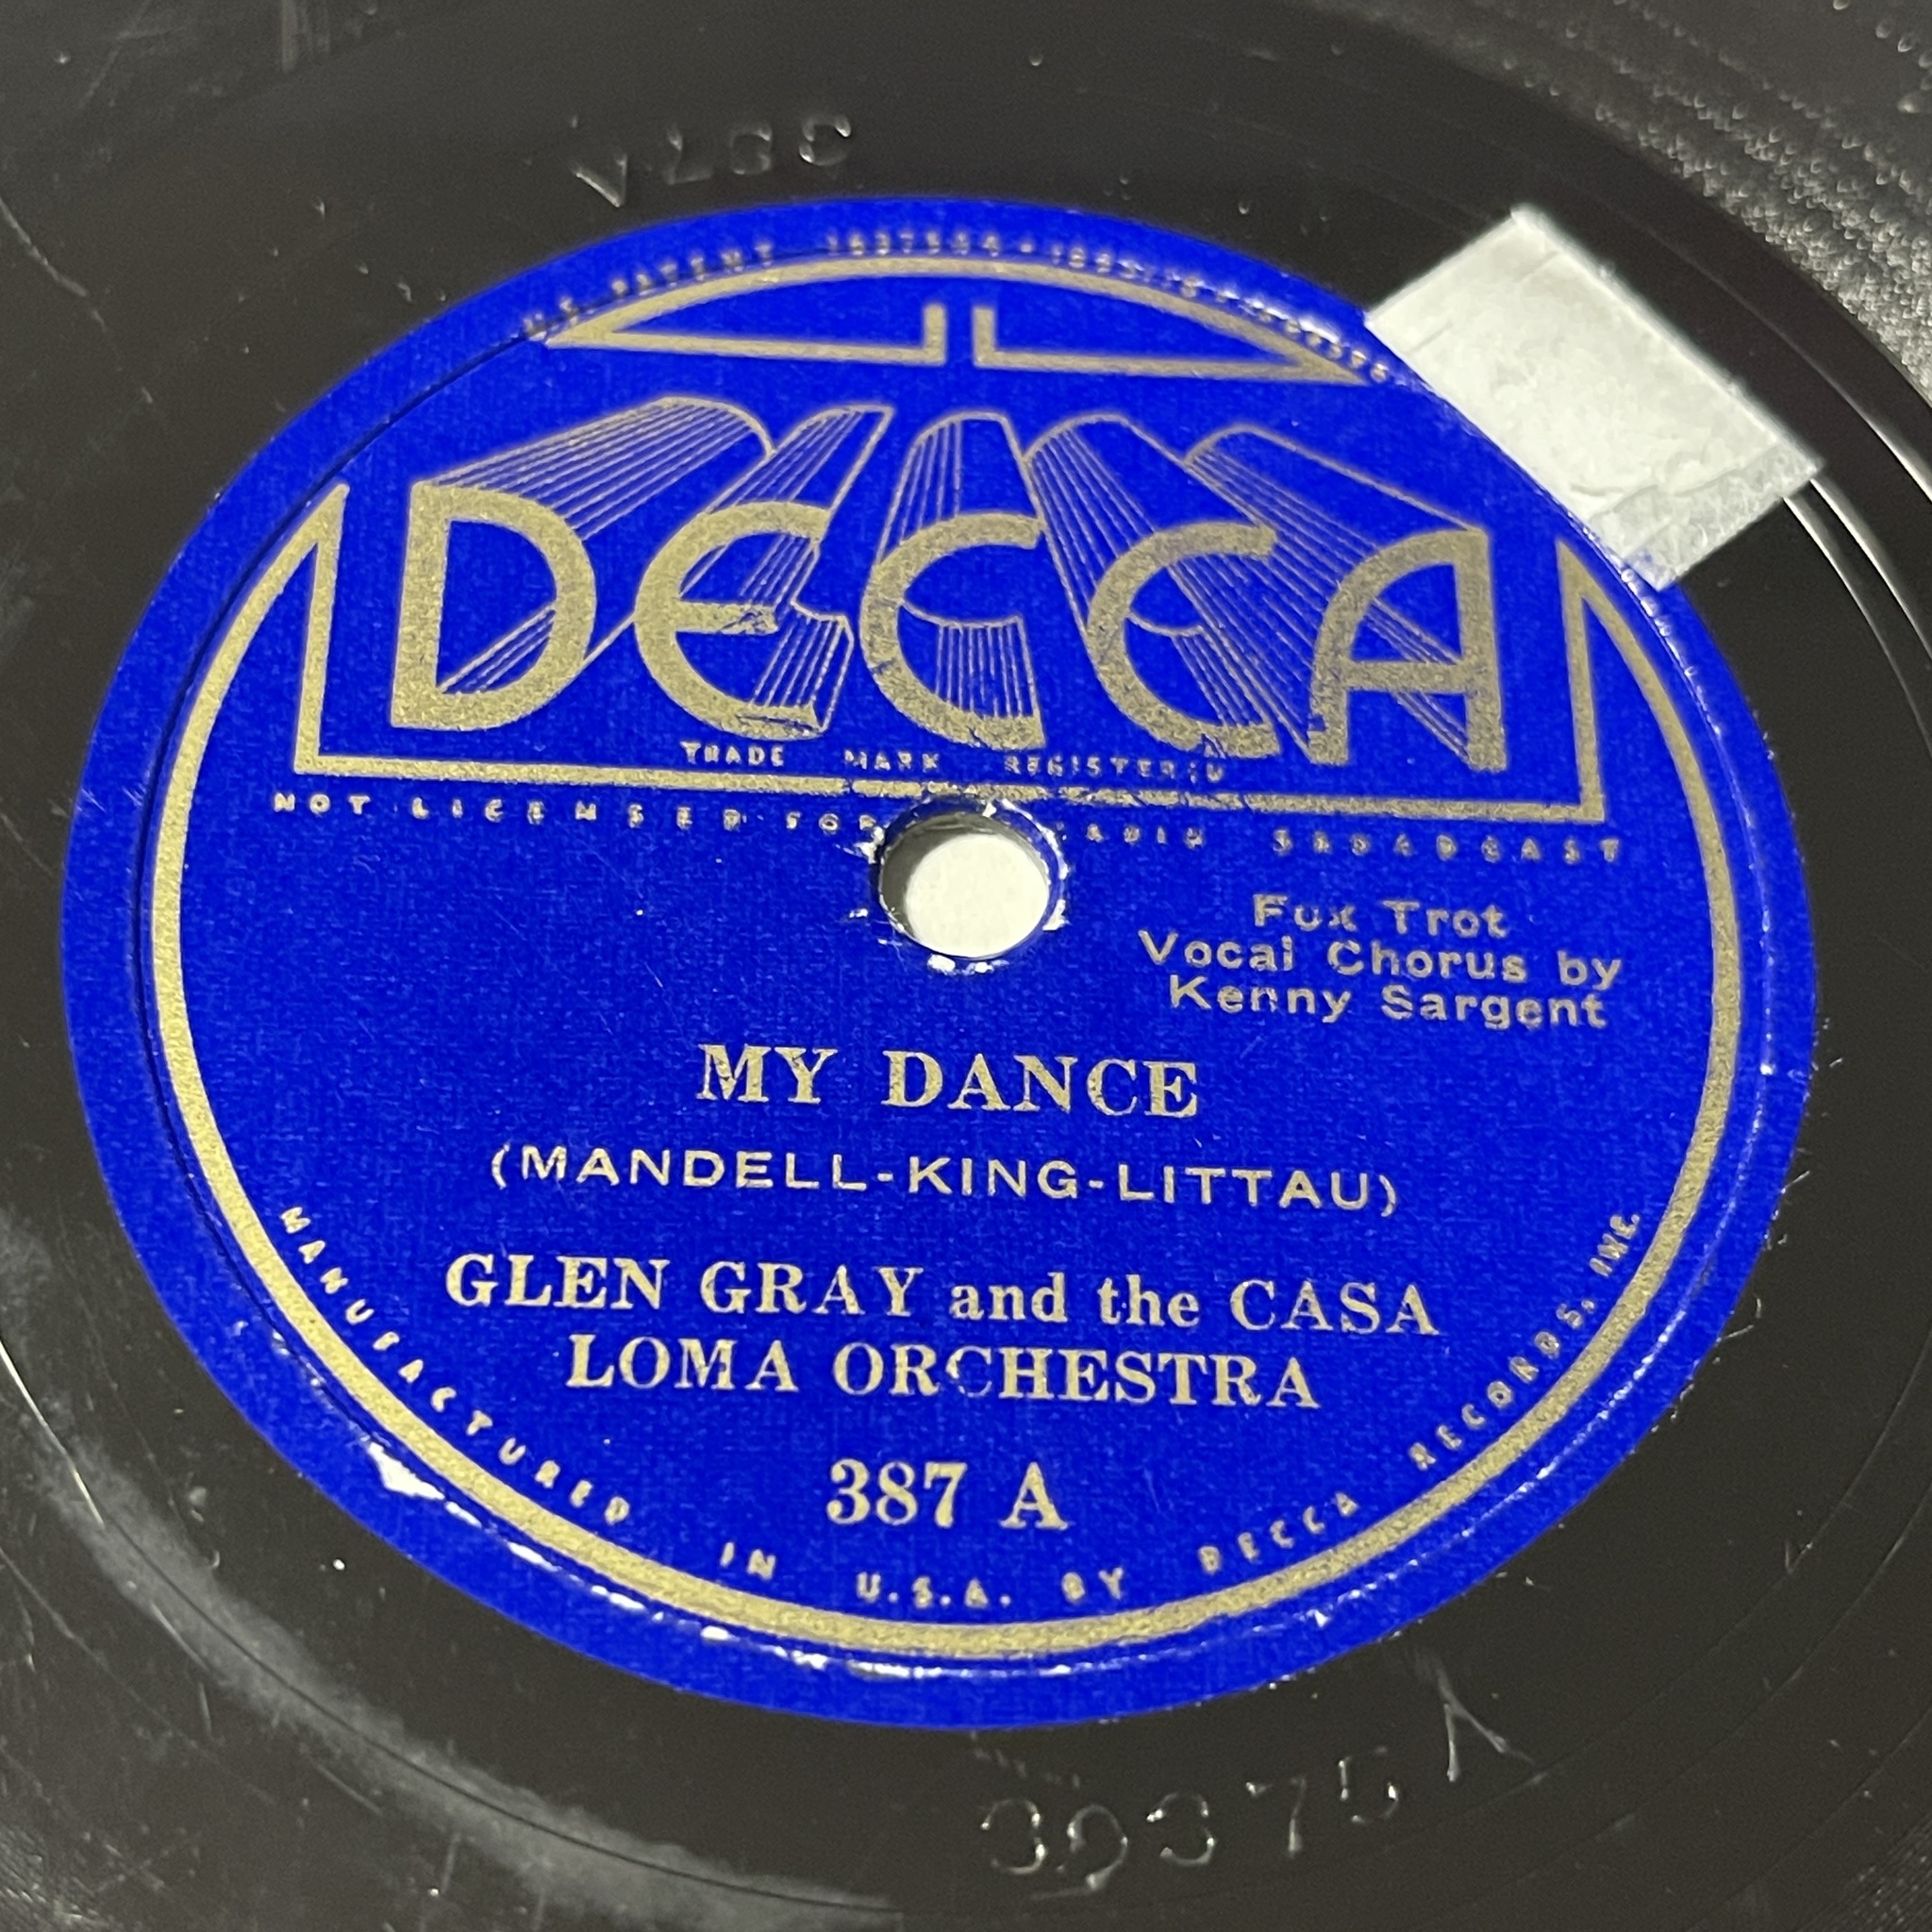 U.S. PATENT
DECCA
TRADE MARK REGISTERED
NOT LICENSED FOR RADIO BROADCAST
Fox Trot
Vocal Chorus by
Kenny Sargent
MY DANCE
(MANDELL-KING-LITTAU)
GLEN GRAY and the CASA
LOMA ORCHESTRA
387 A
MANUFACTURED IN U.S.A. BY DECCA RECORDS, INC.
39375A